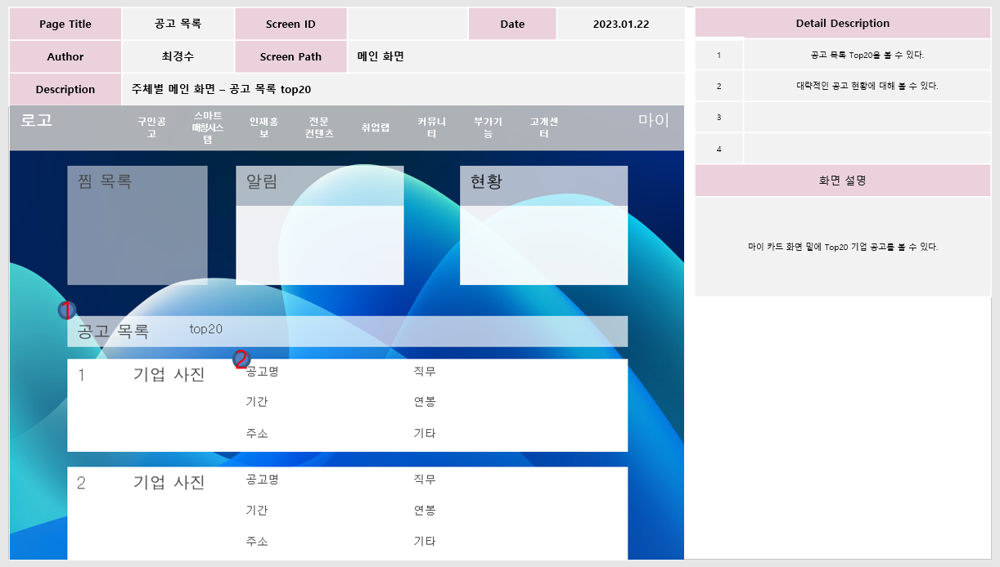 Page Title
공고 목록
Screen ID
Date
2023.01.22
Author
최경수
Screen Path
메인 화면
Description
주체별 메인 화면 – 공고 목록 top20
로고
구인공
고
스마트
매칭시스
템
인재홍
보
전문
컨텐츠
취업랩
커뮤니
티
부가기
능
고객센
터
마이
찜 목록
알림
현황
1
공고 목록
top20
2
1
기업 사진
공고명
직무
기간
연봉
주소
기타
2
기업 사진
공고명
직무
기간
연봉
주소
기타
Detail Description
1
공고 목록 Top20을 볼 수 있다.
2
대략적인 공고 현황에 대해 볼 수 있다.
3
4
화면 설명
마이 카드 화면 밑에 Top20 기업 공고를 볼 수 있다.